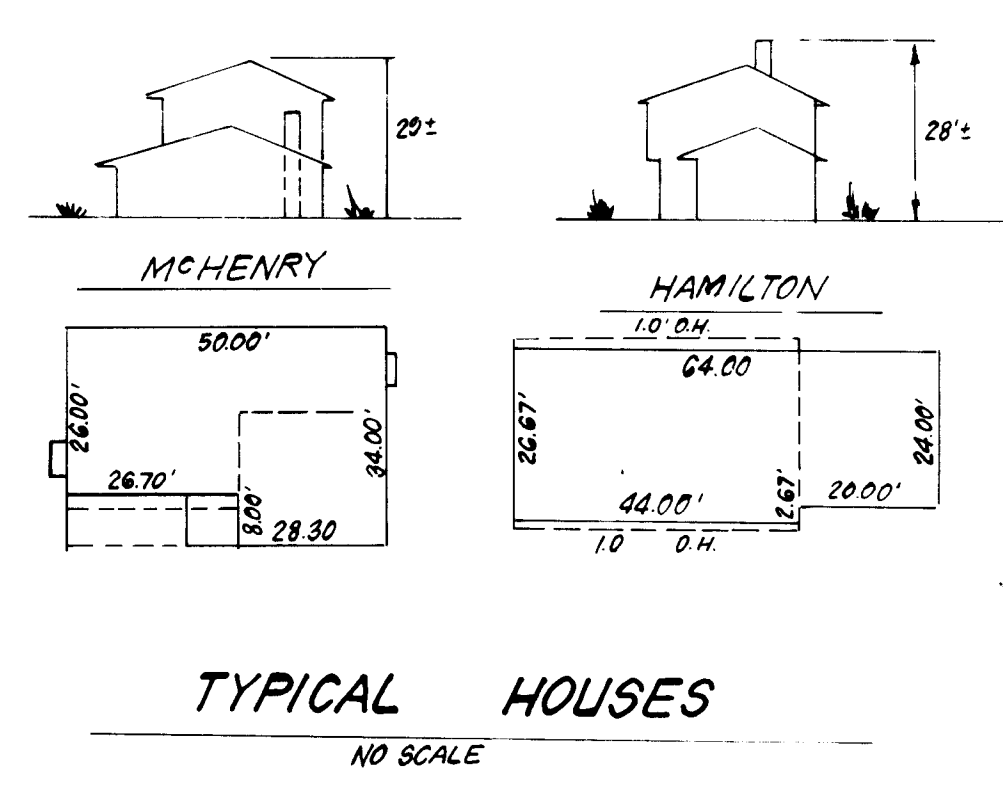 29±
28'±
McHENRY
HAMILTON
50.00'
26.00'
34.00'
26.70'
8.00'
28.30
1.0' O.H.
64.00
26.67'
24.00'
44.00'
2.67'
20.00'
1.0 O.H.
TYPICAL HOUSES
NO SCALE